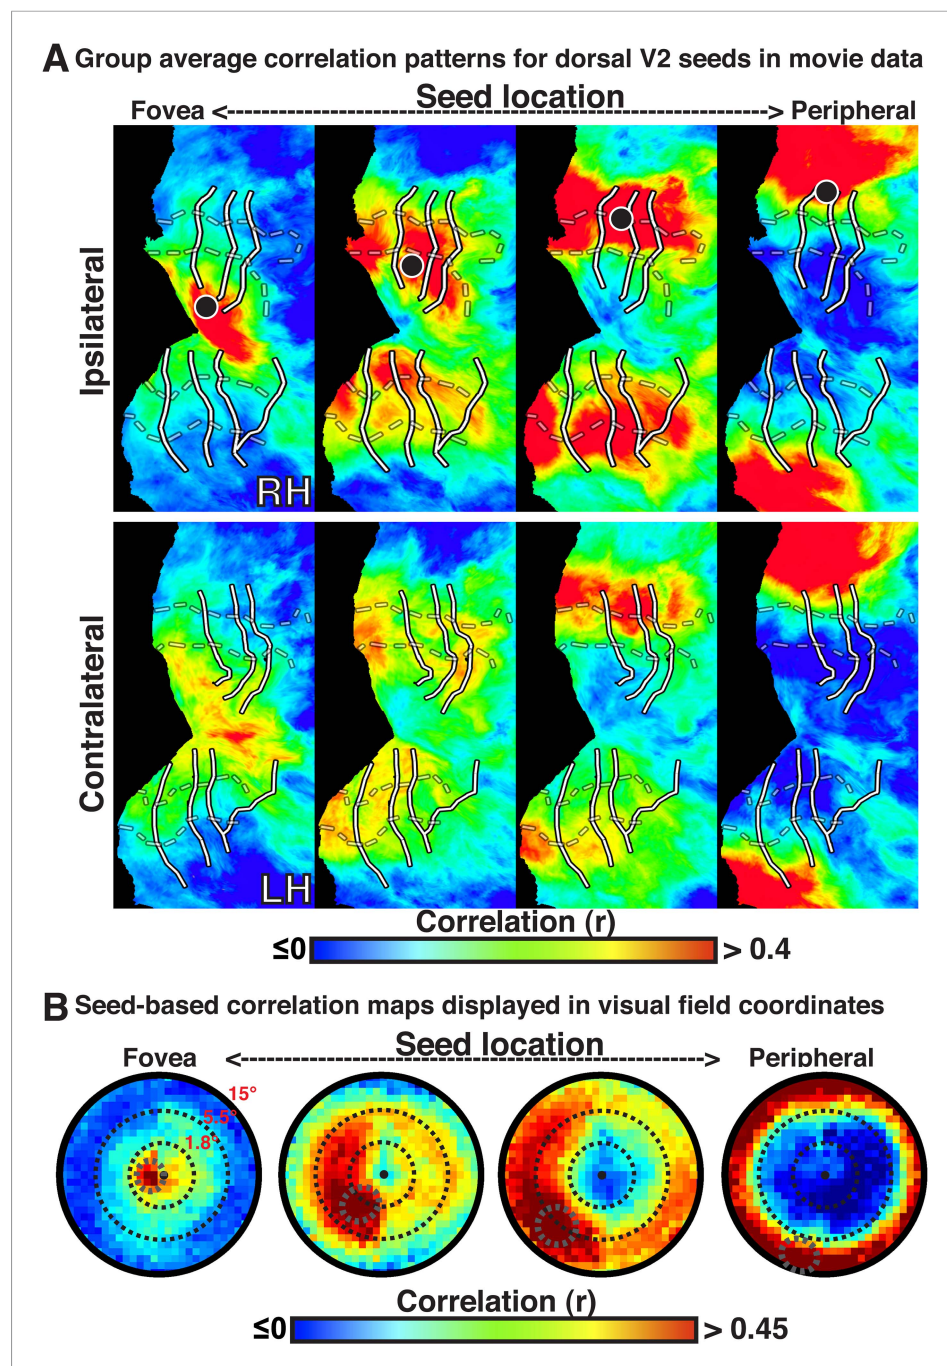 A Group average correlation patterns for dorsal V2 seeds in movie data
Seed location
Fovea <----------------------------------------------------> Peripheral
Ipsilateral
RH
Contralateral
LH
Correlation (r)
≤0 > 0.4
B Seed-based correlation maps displayed in visual field coordinates
Seed location
Fovea <--------------------------------------------> Peripheral
15°
5.5°
1.8°
Correlation (r)
≤0 > 0.45